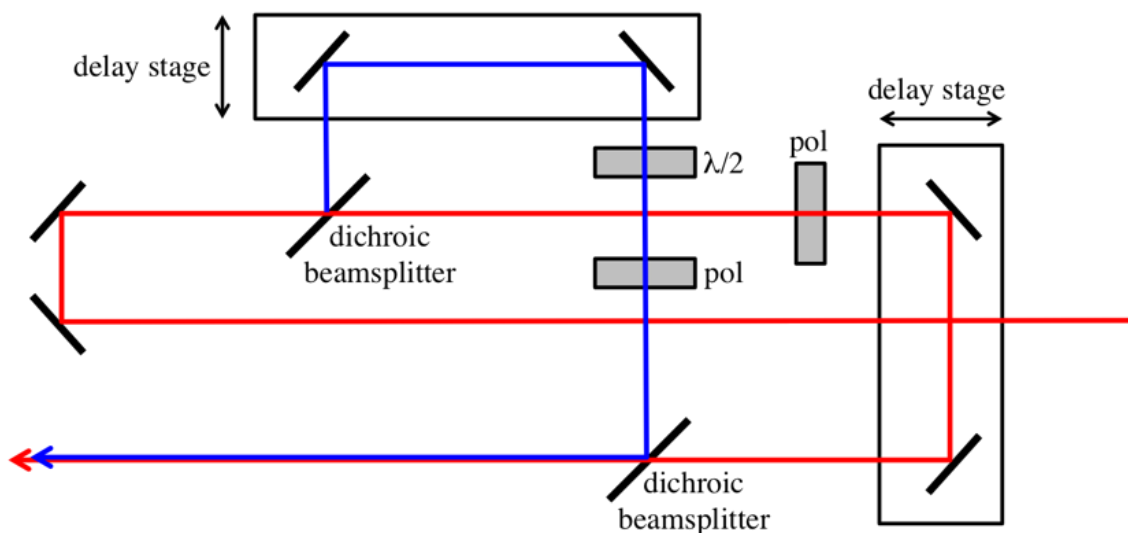 delay stage
delay stage
pol
λ/2
dichroic
beamsplitter
pol
dichroic
beamsplitter